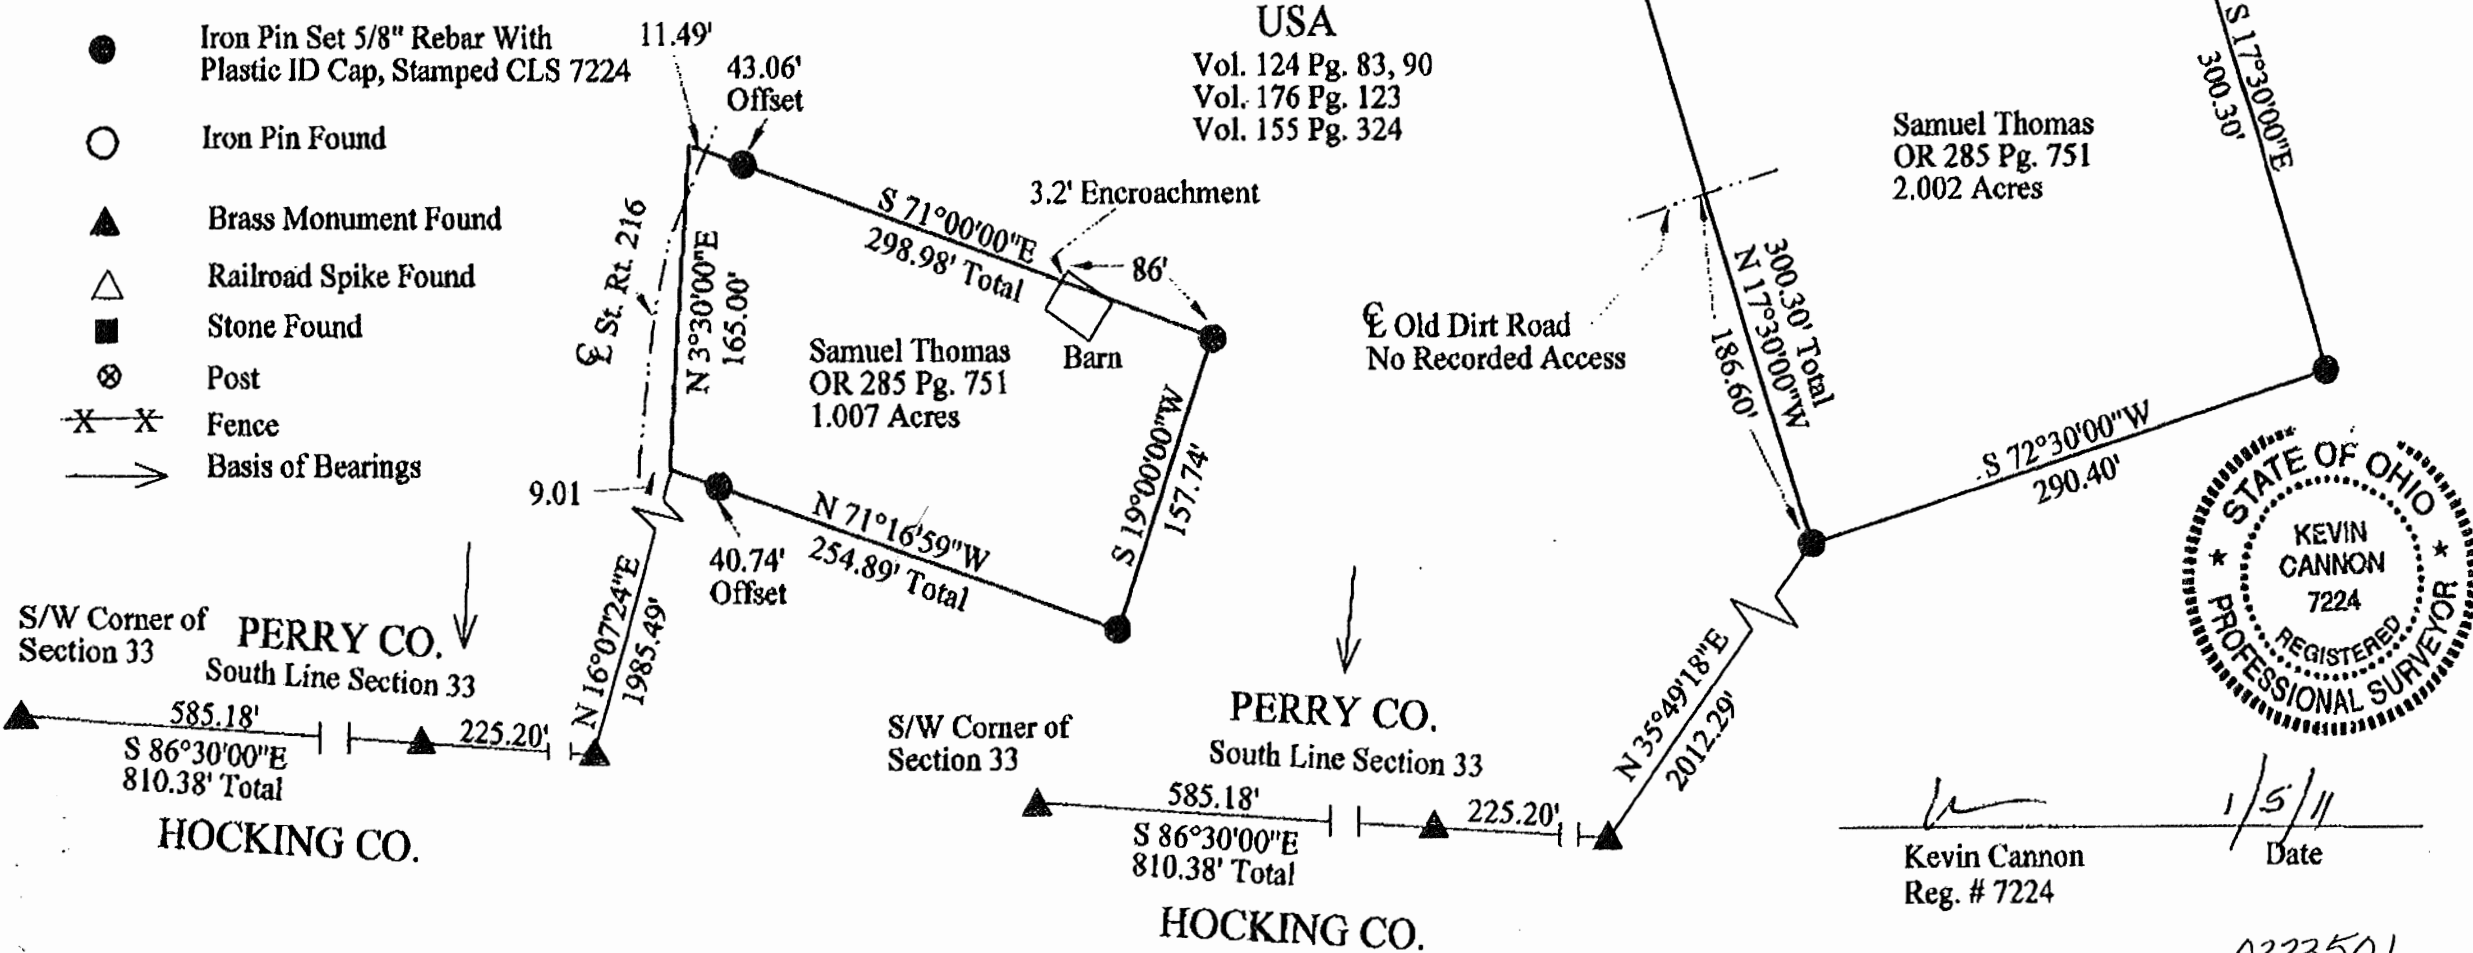 Iron Pin Set 5/8" Rebar With
Plastic ID Cap, Stamped CLS 7224
Iron Pin Found
Brass Monument Found
Railroad Spike Found
Stone Found
Post
X X
Fence
Basis of Bearings
11.49'
43.06'
Offset
USA
Vol. 124 Pg. 83, 90
Vol. 176 Pg. 123
Vol. 155 Pg. 324
S 71°00'00"E
298.98' Total
3.2' Encroachment
86'
Barn
℄ St. Rt. 216
N 3°30'00"E
165.00'
Samuel Thomas
OR 285 Pg. 751
1.007 Acres
S 19°00'00"W
157.74'
9.01
N 71°16'59"W
254.89' Total
40.74'
Offset
N 16°07'24"E
1985.49'
S/W Corner of
Section 33
PERRY CO.
South Line Section 33
585.18'
225.20'
S 86°30'00"E
810.38' Total
HOCKING CO.
S 17°30'00"E
300.30'
Samuel Thomas
OR 285 Pg. 751
2.002 Acres
℄ Old Dirt Road
No Recorded Access
300.30' Total
N 17°30'00"W
186.60'
S 72°30'00"W
290.40'
N 35°49'18"E
2012.29'
S/W Corner of
Section 33
PERRY CO.
South Line Section 33
585.18'
225.20'
S 86°30'00"E
810.38' Total
HOCKING CO.
STATE OF OHIO
KEVIN
CANNON
7224
REGISTERED
PROFESSIONAL SURVEYOR
1/5/11
Kevin Cannon
Date
Reg. # 7224